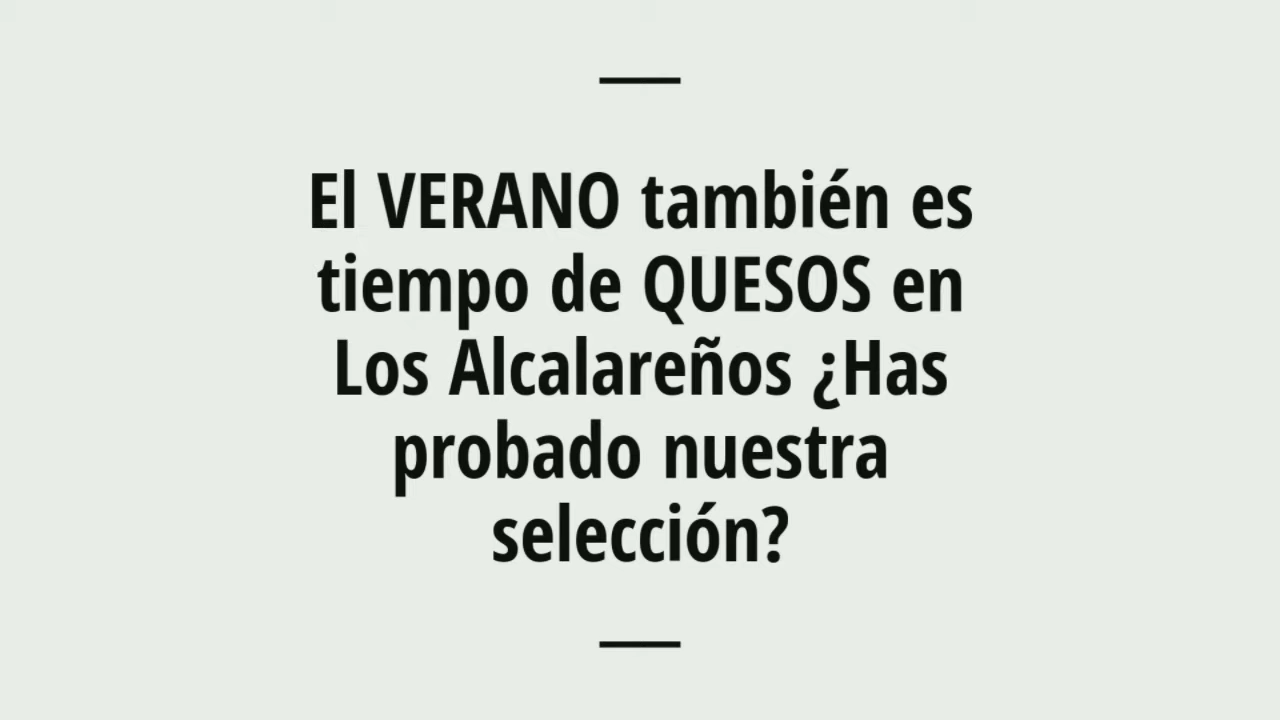 El VERANO también es
tiempo de QUESOS en
Los Alcalareños ¿Has
probado nuestra
selección?